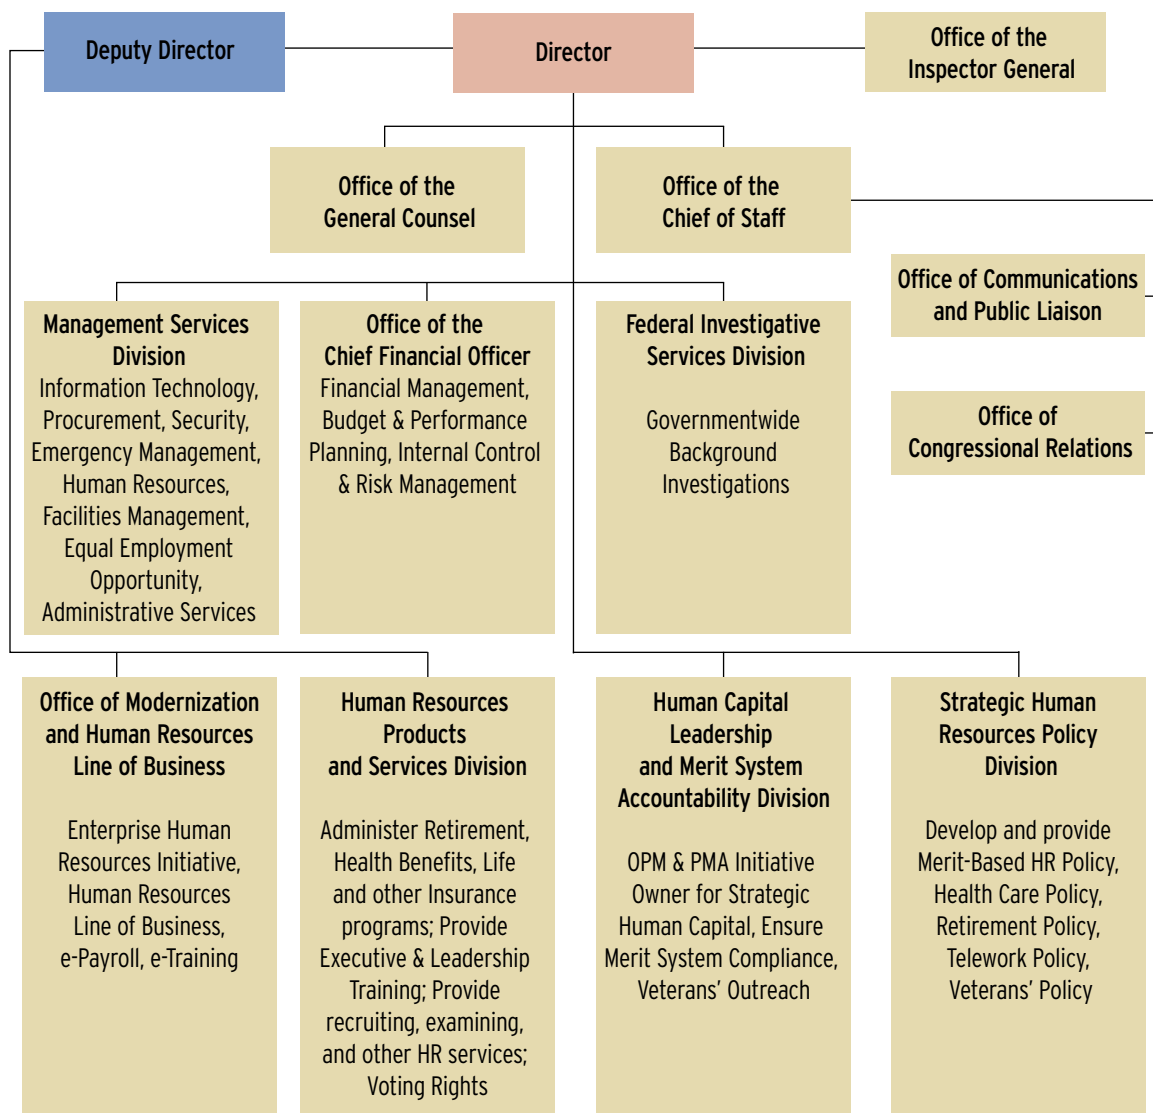 Deputy Director
Director
Office of the
Inspector General
Office of the
General Counsel
Office of the
Chief of Staff
Office of Communications
and Public Liaison
Office of
Congressional Relations
Management Services
Division
Information Technology,
Procurement, Security,
Emergency Management,
Human Resources,
Facilities Management,
Equal Employment
Opportunity,
Administrative Services
Office of the
Chief Financial Officer
Financial Management,
Budget & Performance
Planning, Internal Control
& Risk Management
Federal Investigative
Services Division
Governmentwide
Background
Investigations
Office of Modernization
and Human Resources
Line of Business
Enterprise Human
Resources Initiative,
Human Resources
Line of Business,
e-Payroll, e-Training
Human Resources
Products
and Services Division
Administer Retirement,
Health Benefits, Life
and other Insurance
programs; Provide
Executive & Leadership
Training; Provide
recruiting, examining,
and other HR services;
Voting Rights
Human Capital
Leadership
and Merit System
Accountability Division
OPM & PMA Initiative
Owner for Strategic
Human Capital, Ensure
Merit System Compliance,
Veterans’ Outreach
Strategic Human
Resources Policy
Division
Develop and provide
Merit-Based HR Policy,
Health Care Policy,
Retirement Policy,
Telework Policy,
Veterans’ Policy